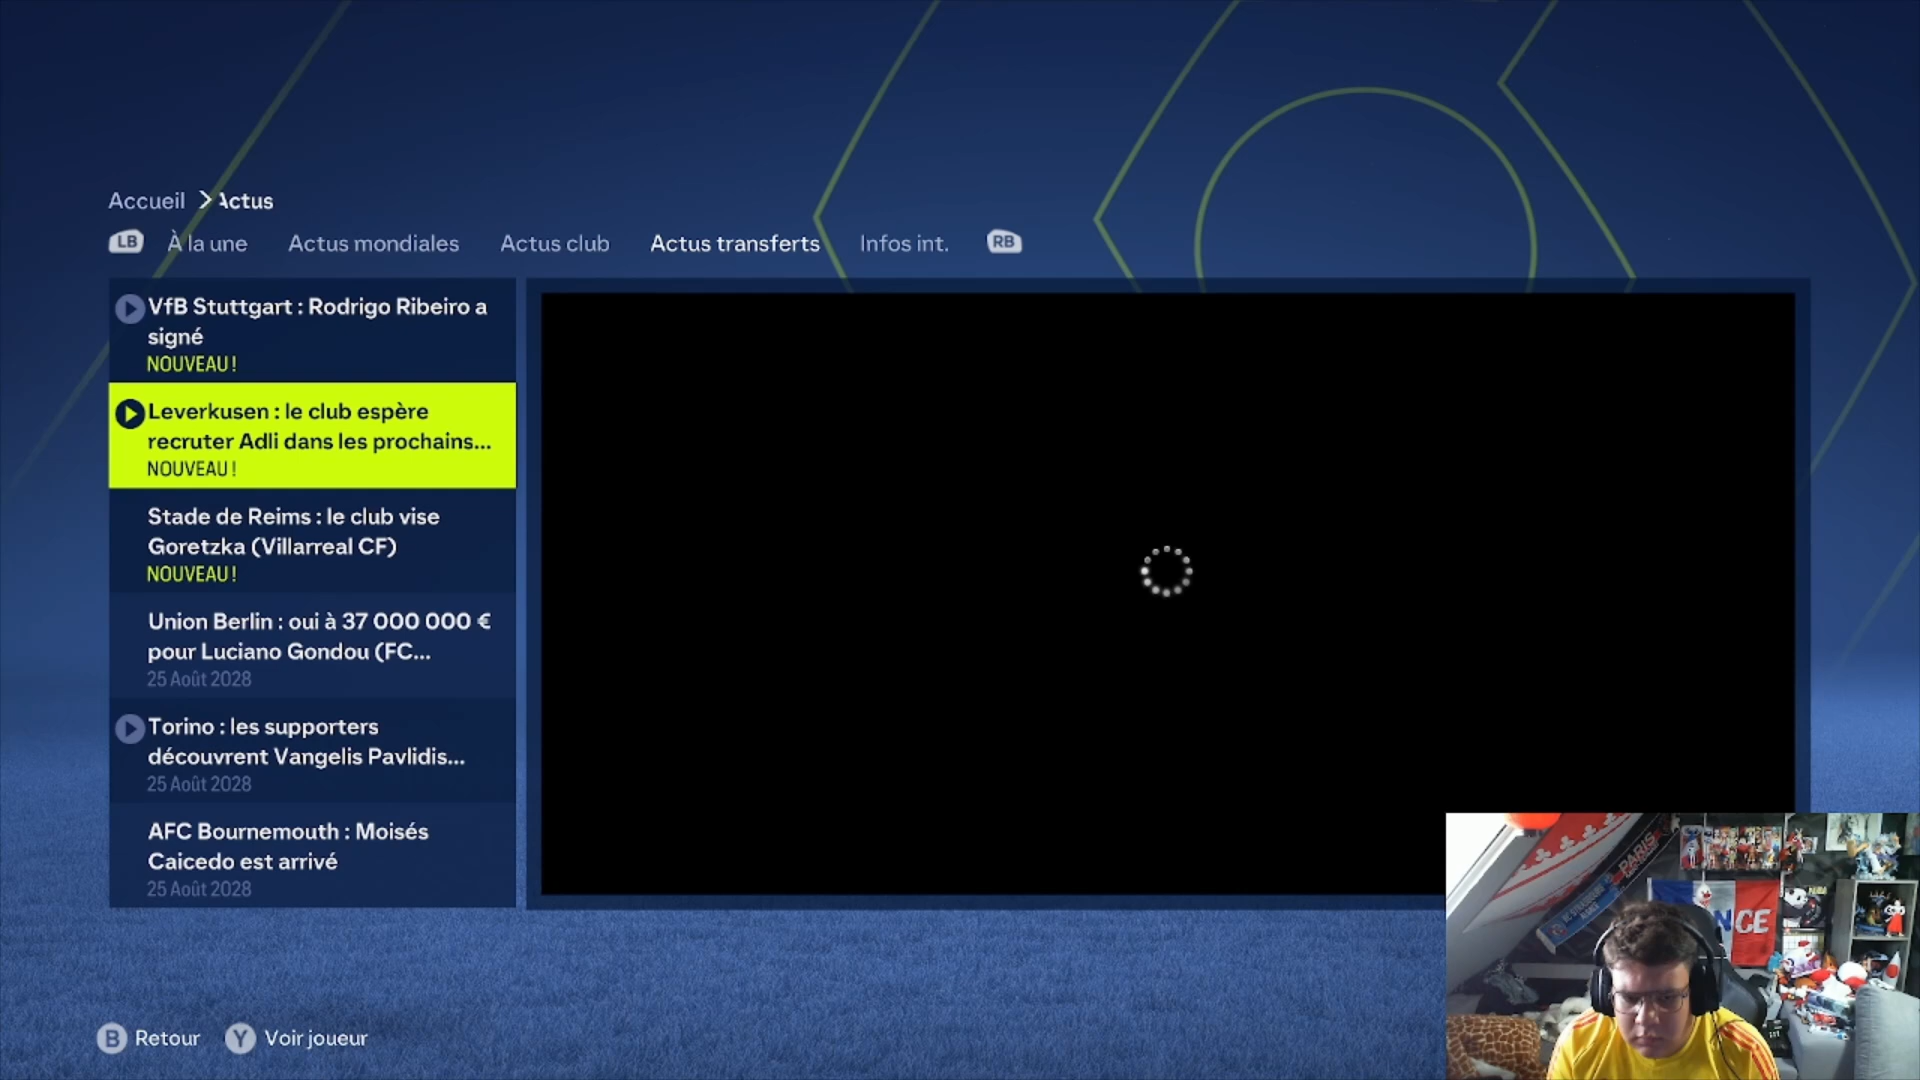 Accueil > Actus
LB À la une Actus mondiales Actus club Actus transferts Infos int. RB
VfB Stuttgart : Rodrigo Ribeiro a
signé
NOUVEAU !
Leverkusen : le club espère
recruter Adli dans les prochains...
NOUVEAU !
Stade de Reims : le club vise
Goretzka (Villarreal CF)
NOUVEAU !
Union Berlin : oui à 37 000 000 €
pour Luciano Gondou (FC...
25 Août 2028
Torino : les supporters
découvrent Vangelis Pavlidis...
25 Août 2028
AFC Bournemouth : Moisés
Caicedo est arrivé
25 Août 2028
PARIS
NCE
B Retour Y Voir joueur